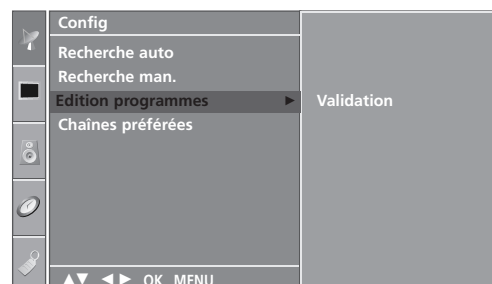 Config
Recherche auto
Recherche man.
Edition programmes ►
Validation
Chaînes préférées
▲▼ ◄► OK MENU